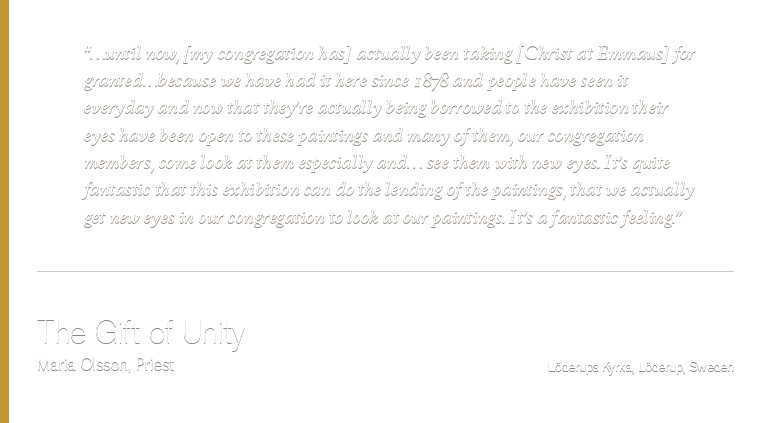 “…until now, [my congregation has] actually been taking [Christ at Emmaus] for
granted…because we have had it here since 1878 and people have seen it
everyday and now that they’re actually being borrowed to the exhibition their
eyes have been open to these paintings and many of them, our congregation
members, come look at them especially and… see them with new eyes. It’s quite
fantastic that this exhibition can do the lending of the paintings, that we actually
get new eyes in our congregation to look at our paintings. It’s a fantastic feeling.”
The Gift of Unity
Maria Olsson, Priest
Löderups Kyrka, Löderup, Sweden